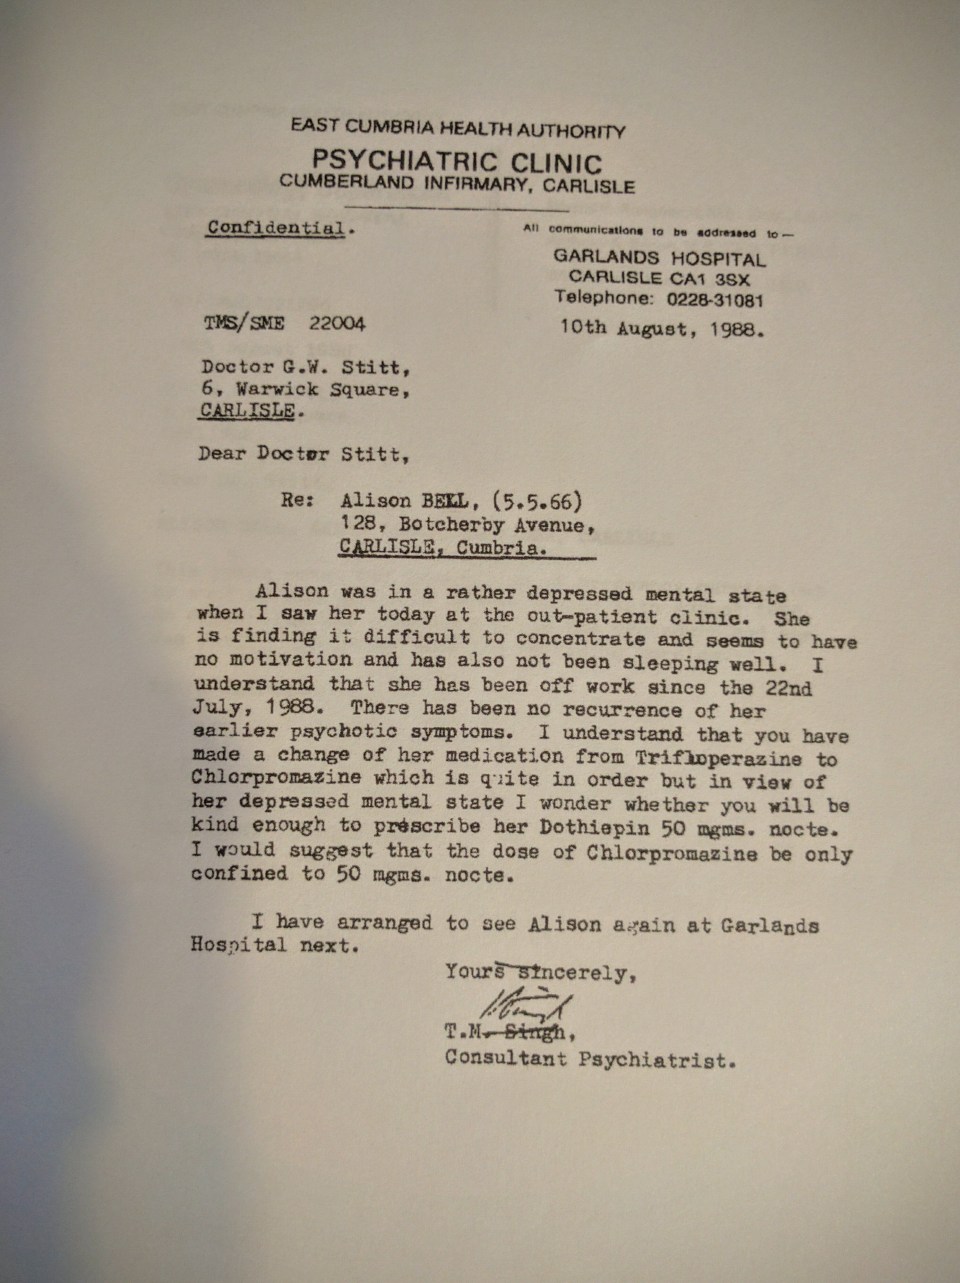 EAST CUMBRIA HEALTH AUTHORITY
PSYCHIATRIC CLINIC
CUMBERLAND INFIRMARY, CARLISLE
Confidential.
All communications to be addressed to —
GARLANDS HOSPITAL
CARLISLE CA1 3SX
Telephone: 0228-31081
TMS/SME 22004
10th August, 1988.
Doctor G.W. Stitt,
6, Warwick Square,
CARLISLE.
Dear Doctor Stitt,
Re: Alison BELL, (5.5.66)
128, Botcherby Avenue,
CARLISLE, Cumbria.
Alison was in a rather depressed mental state
when I saw her today at the out-patient clinic. She
is finding it difficult to concentrate and seems to have
no motivation and has also not been sleeping well. I
understand that she has been off work since the 22nd
July, 1988. There has been no recurrence of her
earlier psychotic symptoms. I understand that you have
made a change of her medication from Trifloperazine to
Chlorpromazine which is quite in order but in view of
her depressed mental state I wonder whether you will be
kind enough to prescribe her Dothiepin 50 mgms. nocte.
I would suggest that the dose of Chlorpromazine be only
confined to 50 mgms. nocte.
I have arranged to see Alison again at Garlands
Hospital next.
Yours sincerely,
T.M. Singh,
Consultant Psychiatrist.